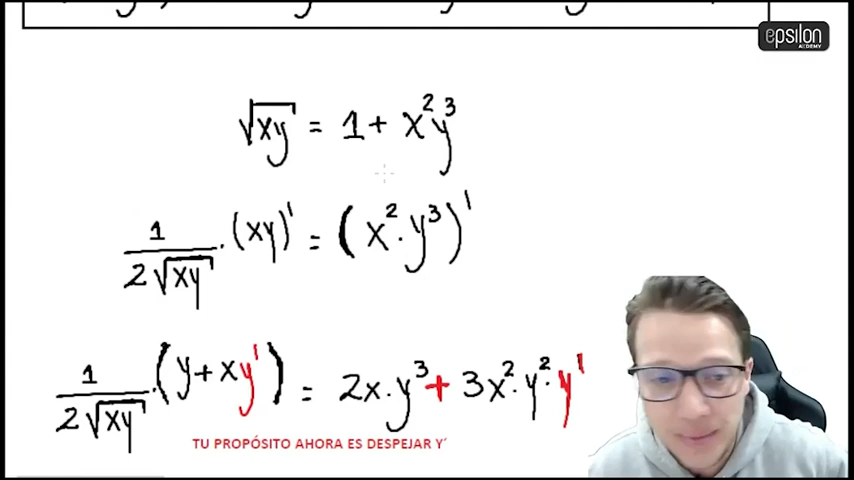 epsilon
ACADEMY
√xy = 1 + x²y³
1/(2√xy) · (xy)' = (x² · y³)'
1/(2√xy) · (y + xy') = 2x · y³ + 3x² · y² · y'
TU PROPÓSITO AHORA ES DESPEJAR Y´